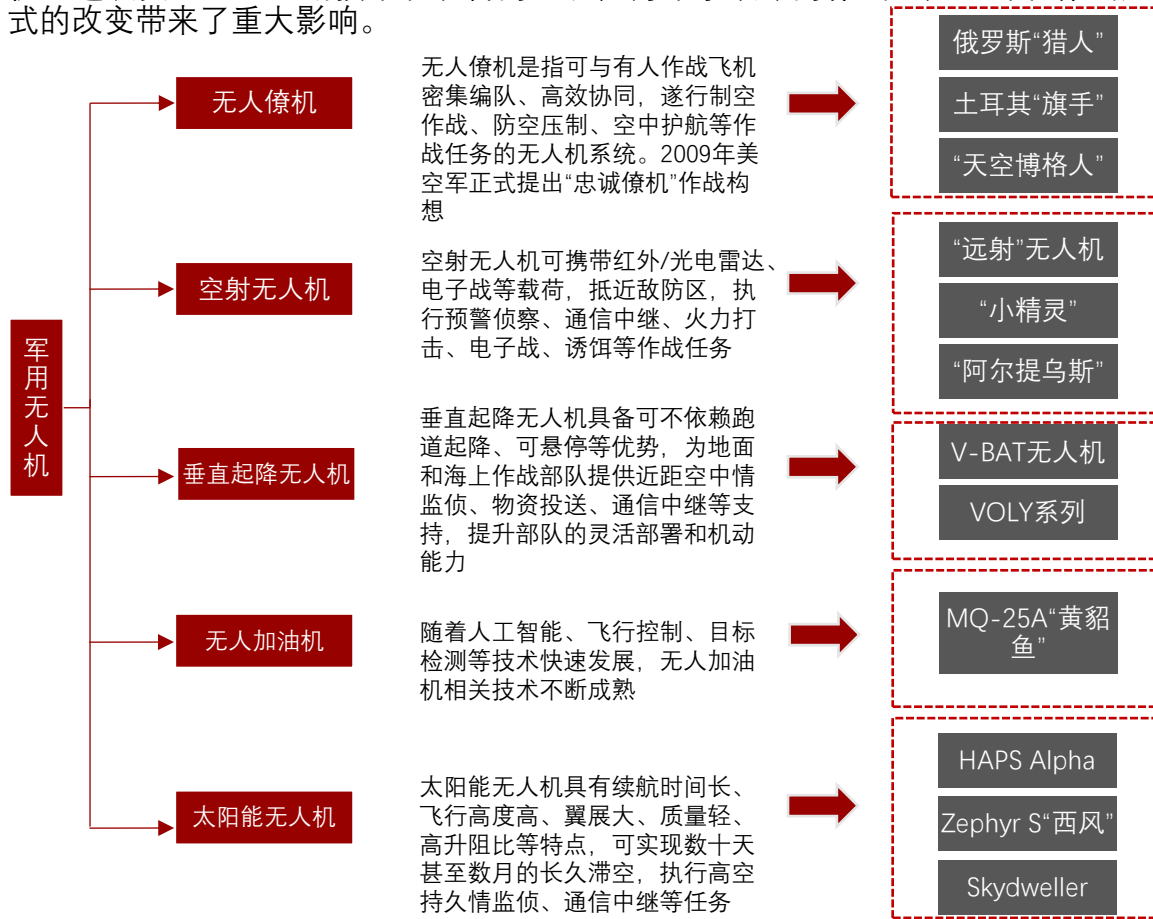 式的改变带来了重大影响。
军用无人机
无人僚机
无人僚机是指可与有人作战飞机
密集编队、高效协同，遂行制空
作战、防空压制、空中护航等作
战任务的无人机系统。2009年美
空军正式提出“忠诚僚机”作战构
想
俄罗斯“猎人”
土耳其“旗手”
“天空博格人”
空射无人机
空射无人机可携带红外/光电雷达、
电子战等载荷，抵近敌防区，执
行预警侦察、通信中继、火力打
击、电子战、诱饵等作战任务
“远射”无人机
“小精灵”
“阿尔提乌斯”
垂直起降无人机
垂直起降无人机具备可不依赖跑
道起降、可悬停等优势，为地面
和海上作战部队提供近距空中情
监侦、物资投送、通信中继等支
持，提升部队的灵活部署和机动
能力
V-BAT无人机
VOLY系列
无人加油机
随着人工智能、飞行控制、目标
检测等技术快速发展，无人加油
机相关技术不断成熟
MQ-25A“黄貂
鱼”
太阳能无人机
太阳能无人机具有续航时间长、
飞行高度高、翼展大、质量轻、
高升阻比等特点，可实现数十天
甚至数月的长久滞空，执行高空
持久情监侦、通信中继等任务
HAPS Alpha
Zephyr S“西风”
Skydweller